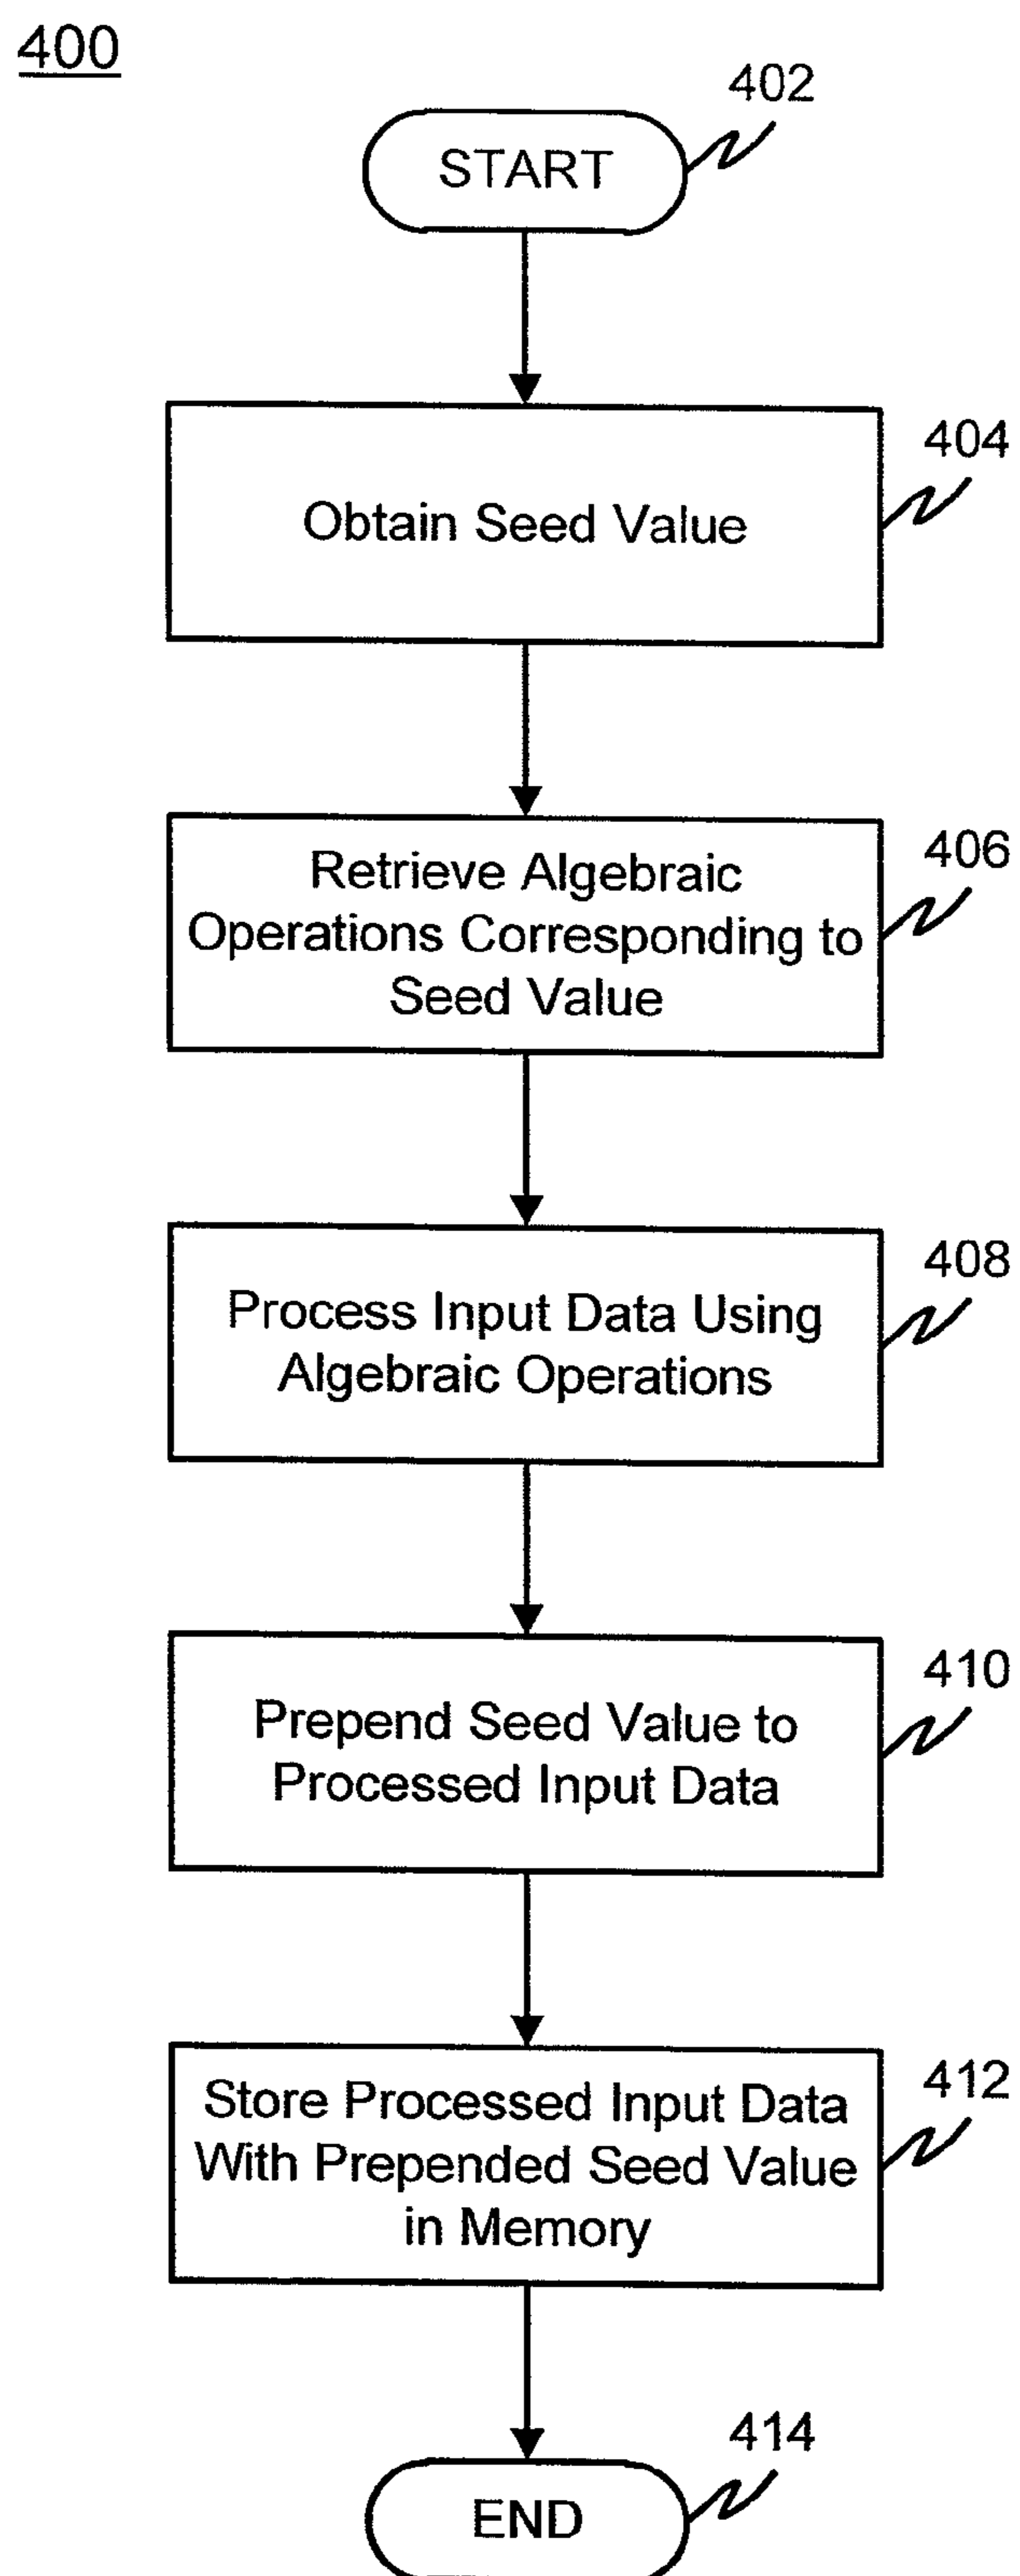 400
402
START
404
Obtain Seed Value
406
Retrieve Algebraic
Operations Corresponding to
Seed Value
408
Process Input Data Using
Algebraic Operations
410
Prepend Seed Value to
Processed Input Data
412
Store Processed Input Data
With Prepended Seed Value
in Memory
414
END